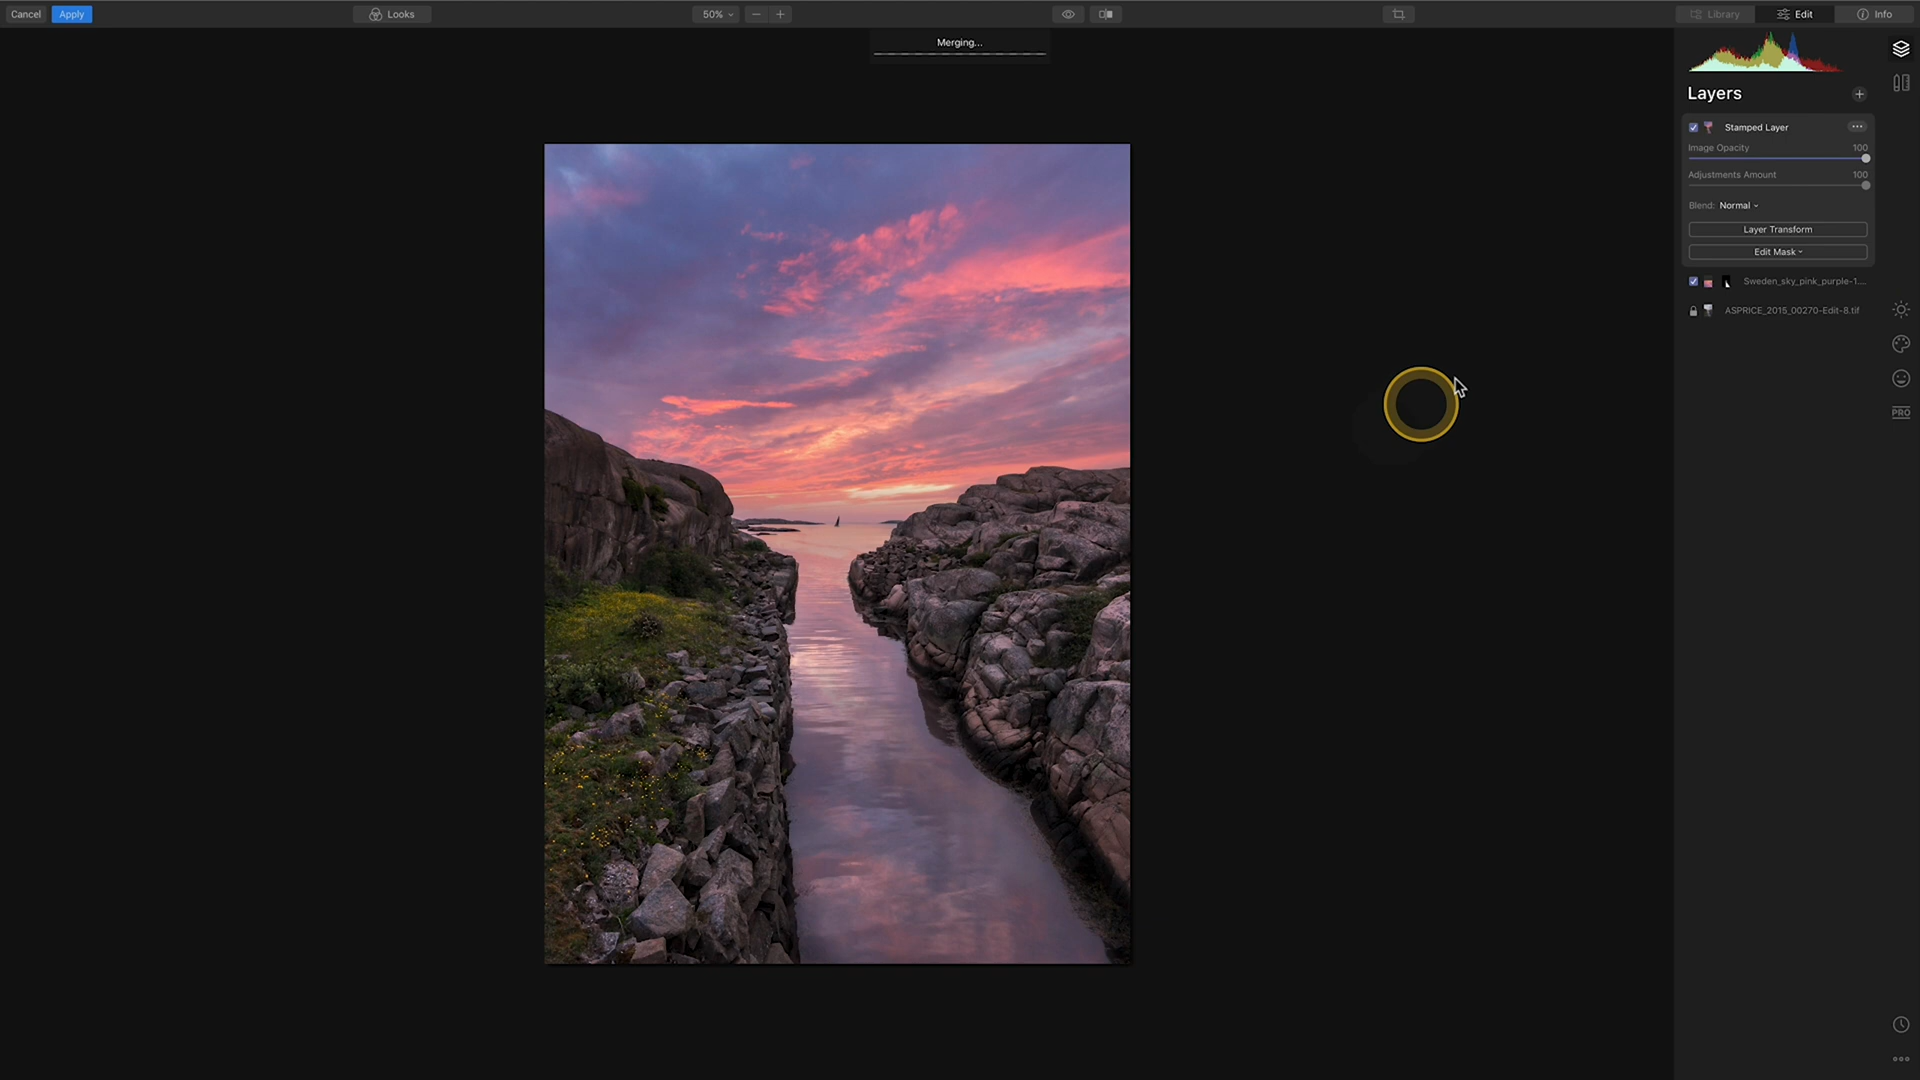 Cancel
Apply
Looks
50%
Library
Edit
Info
Merging...
Layers
Stamped Layer
Image Opacity
100
Adjustments Amount
100
Blend: Normal
Layer Transform
Edit Mask
Sweden_sky_pink_purple-1....
ASPRICE_2015_00270-Edit-8.tif
PRO